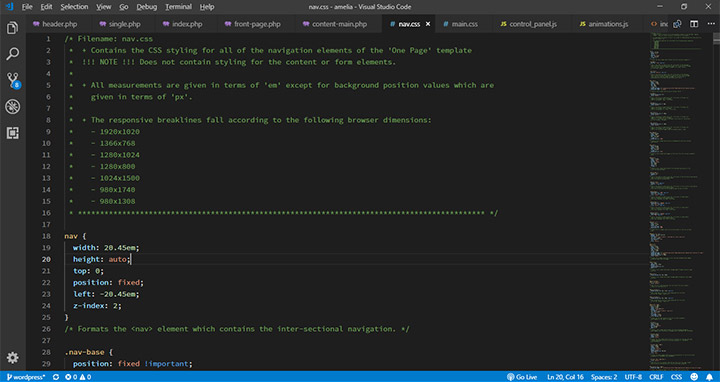 File Edit Selection View Go Debug Terminal Help nav.css - amelia - Visual Studio Code
header.php single.php index.php front-page.php content-main.php nav.css main.css control_panel.js animations.js
1 /* Filename: nav.css
2 * + Contains the CSS styling for all of the navigation elements of the 'One Page' template
3 * !!! NOTE !!! Does not contain styling for the content or form elements.
4 *
5 * + All measurements are given in terms of 'em' except for background position values which are
6 * given in terms of 'px'.
7 *
8 * + The responsive breaklines fall according to the following browser dimensions:
9 * - 1920x1020
10 * - 1366x768
11 * - 1280x1024
12 * - 1280x800
13 * - 1024x1500
14 * - 980x1740
15 * - 980x1308
16 * ********************************************************************************************* */
17
18 nav {
19 width: 20.45em;
20 height: auto;
21 top: 0;
22 position: fixed;
23 left: -20.45em;
24 z-index: 2;
25 }
26 /* Formats the <nav> element which contains the inter-sectional navigation. */
27
28 .nav-base {
29 position: fixed !important;
8
wordpress* 0 0 Go Live Ln 20, Col 16 Spaces: 2 UTF-8 CRLF CSS